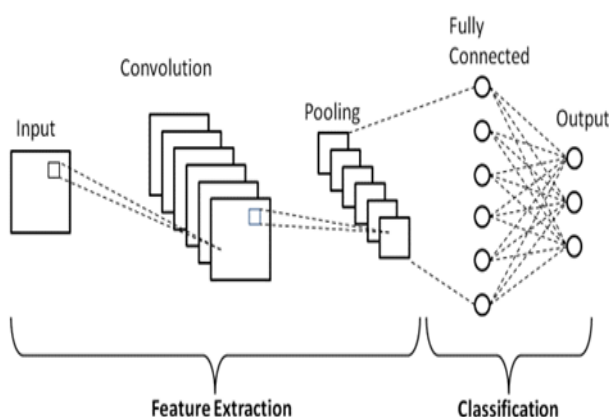 Fully
Connected
Convolution
Pooling
Output
Input
Feature Extraction
Classification